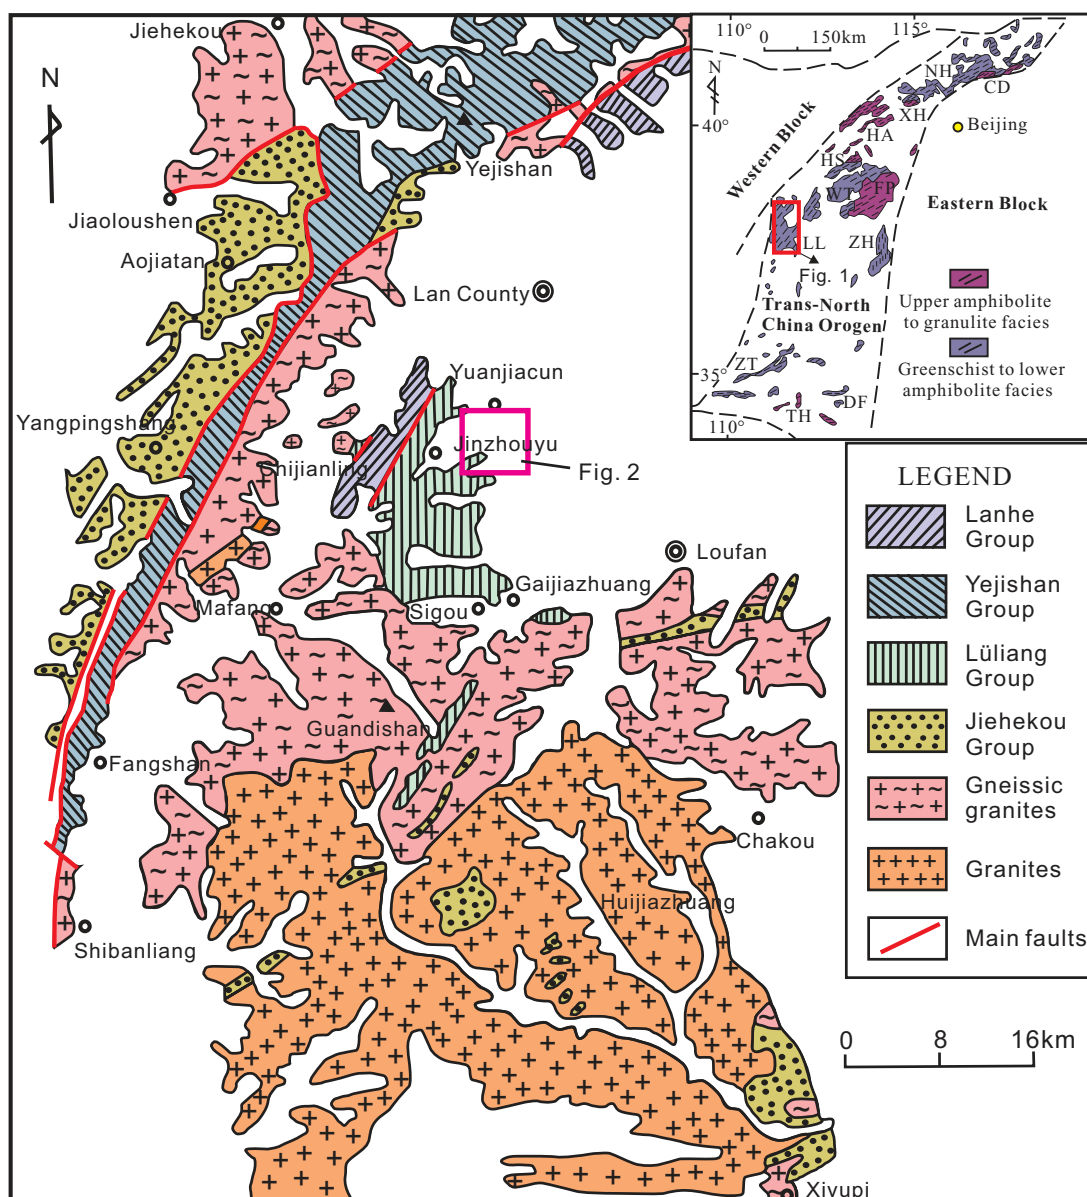 Jiehekou
N
Yejishan
Jiaoloushen
Aojiatan
Lan County
Yuanjiacun
Yangpingshang
Shijianling
Jinzhouyu
Fig. 2
Loufan
Mafang
Sigou
Gaijiazhuang
Guandishan
Fangshan
Chakou
Huijiazhuang
Shibanliang
Xiyupi
110°
0 150km
115°
N
NH
CD
XH
40°
HA
Beijing
Western Block
HS
WT
FP
Eastern Block
LL
ZH
Fig. 1
Trans-North
China Orogen
Upper amphibolite
to granulite facies
Greenschist to lower
amphibolite facies
35°
ZT
TH
DF
110°
LEGEND
Lanhe
Group
Yejishan
Group
Lüliang
Group
Jiehekou
Group
Gneissic
granites
Granites
Main faults
0 8 16km